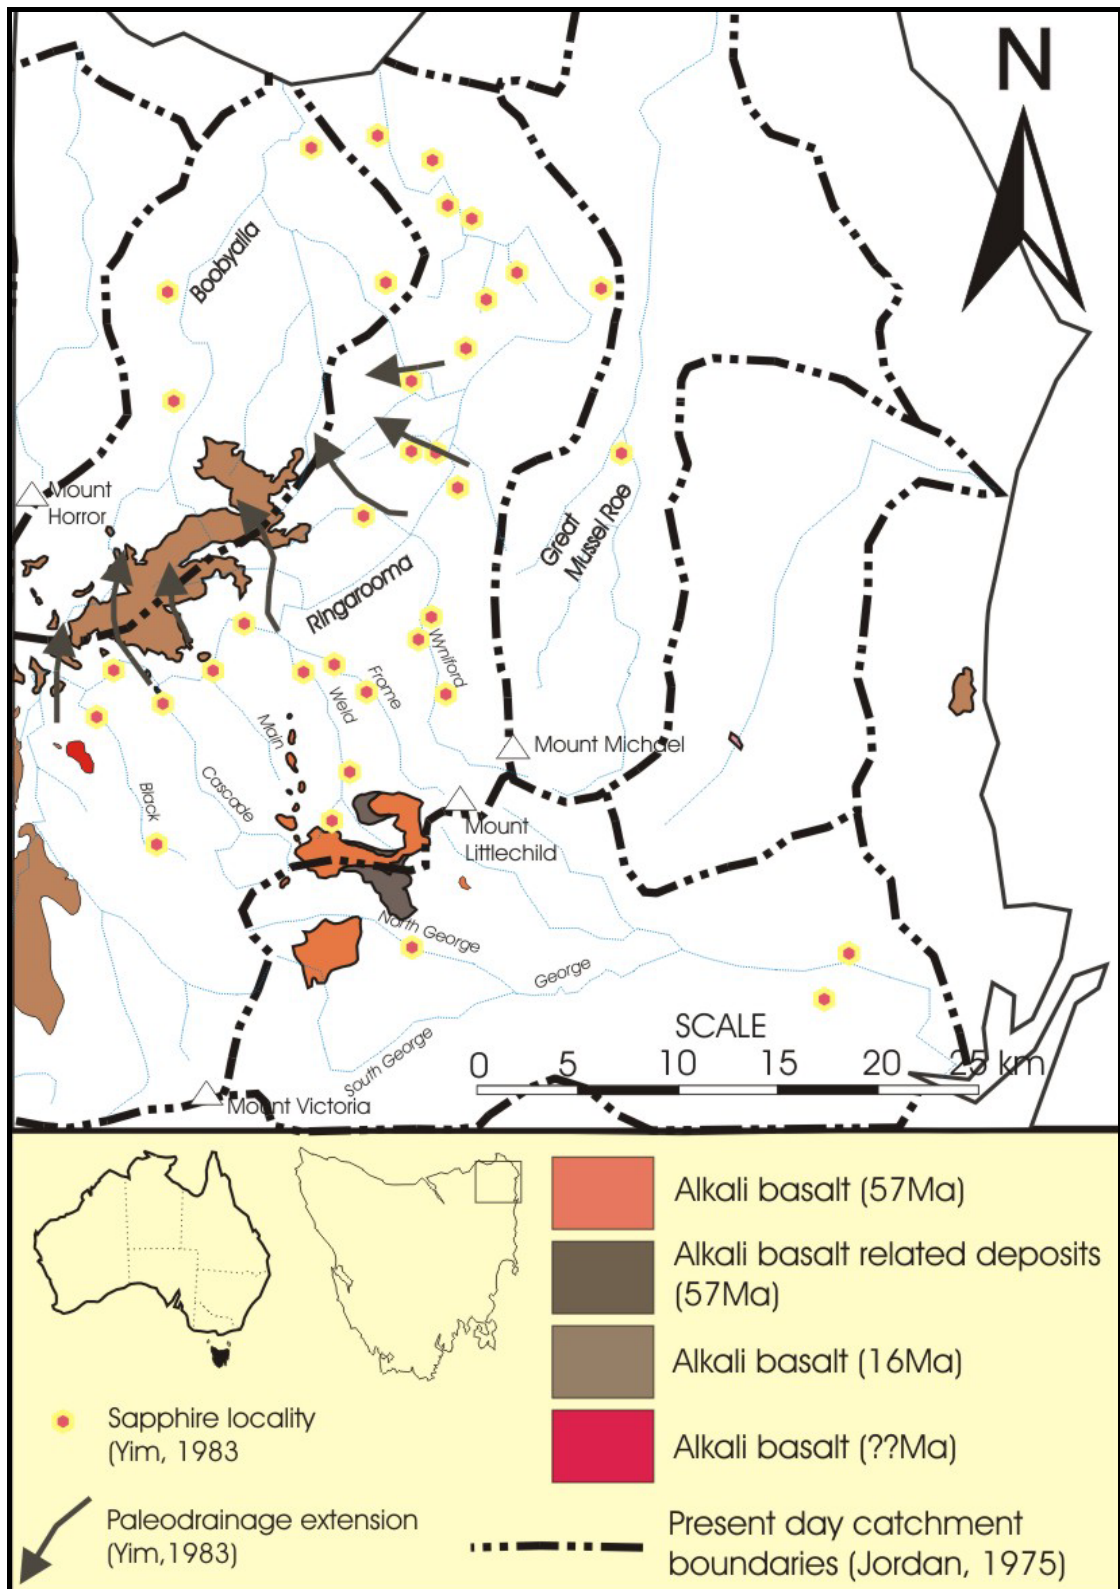 N
Boobyalla
Mount
Horror
Great
Mussel Roe
RIngarooma
Wyniford
Frome
Weld
Main
Cascade
Black
Mount Michael
Mount
Littlechild
North George
George
South George
Mount Victoria
SCALE
0 5 10 15 20 25 km
Alkali basalt (57Ma)
Alkali basalt related deposits
(57Ma)
Alkali basalt (16Ma)
Alkali basalt (??Ma)
Sapphire locality
(Yim, 1983
Paleodrainage extension
(Yim,1983)
Present day catchment
boundaries (Jordan, 1975)